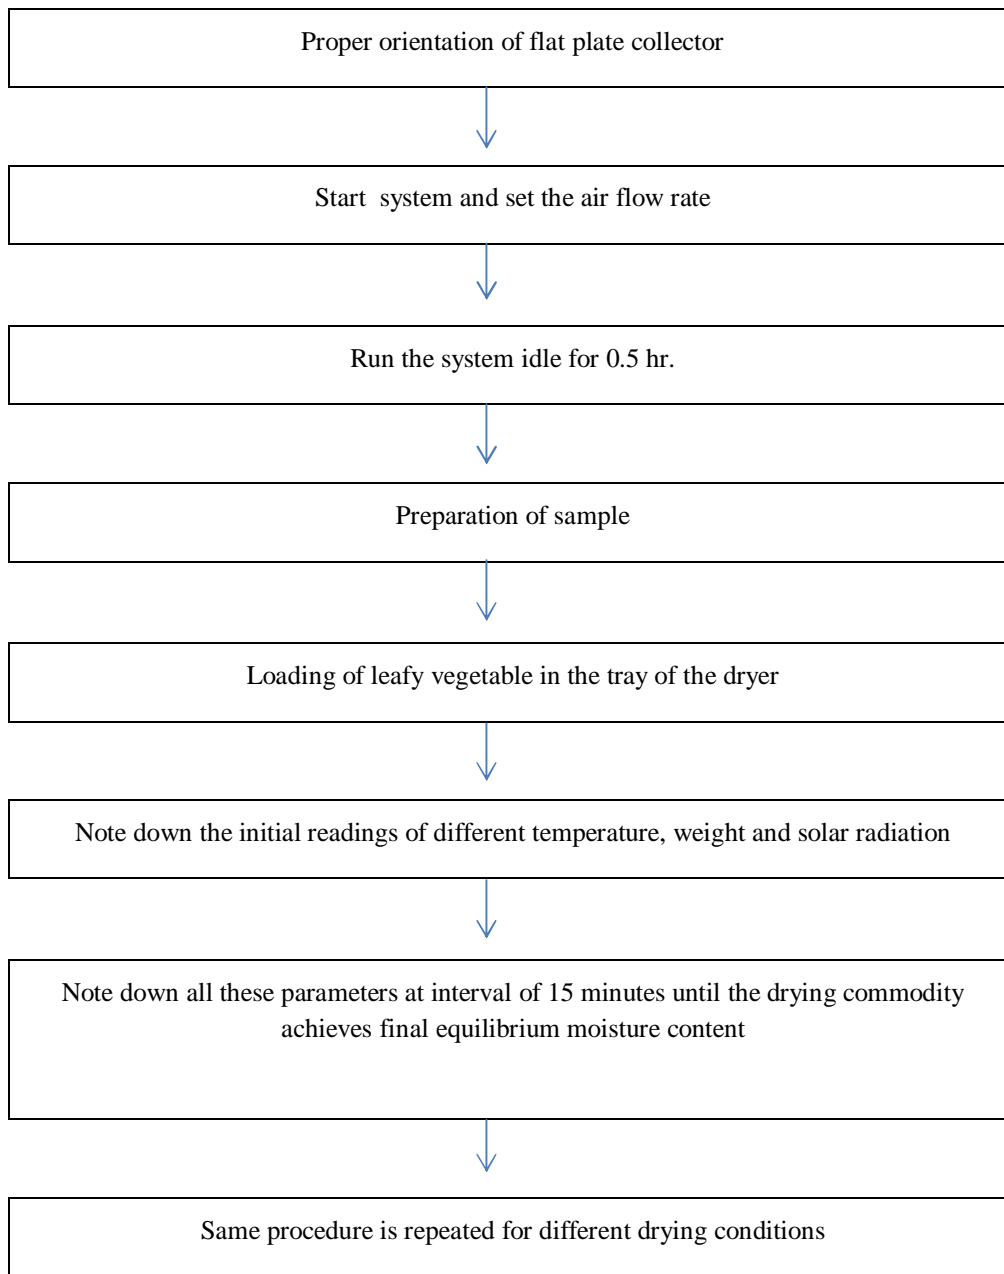 Proper orientation of flat plate collector
Start  system and set the air flow rate
Run the system idle for 0.5 hr.
Preparation of sample
Loading of leafy vegetable in the tray of the dryer
Note down the initial readings of different temperature, weight and solar radiation
Note down all these parameters at interval of 15 minutes until the drying commodity
achieves final equilibrium moisture content
Same procedure is repeated for different drying conditions